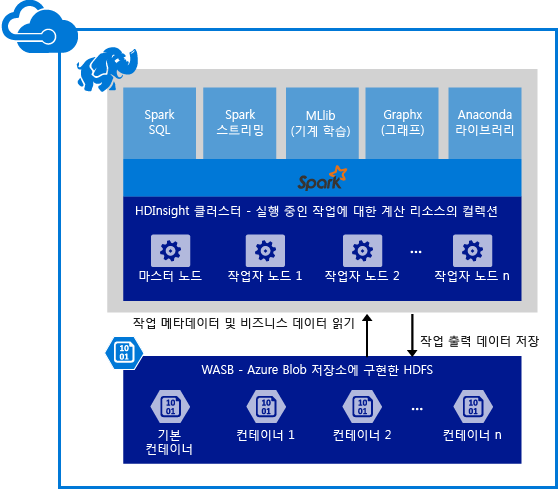 Spark
SQL
Spark
스트리밍
MLlib
(기계 학습)
Graphx
(그래프)
Anaconda
라이브러리
Spark
HDInsight 클러스터 - 실행 중인 작업에 대한 계산 리소스의 컬렉션
마스터 노드
작업자 노드 1
작업자 노드 2
...
작업자 노드 n
작업 메타데이터 및 비즈니스 데이터 읽기
작업 출력 데이터 저장
10
01
WASB - Azure Blob 저장소에 구현한 HDFS
10
01
10
01
10
01
...
10
01
기본
컨테이너
컨테이너 1
컨테이너 2
컨테이너 n